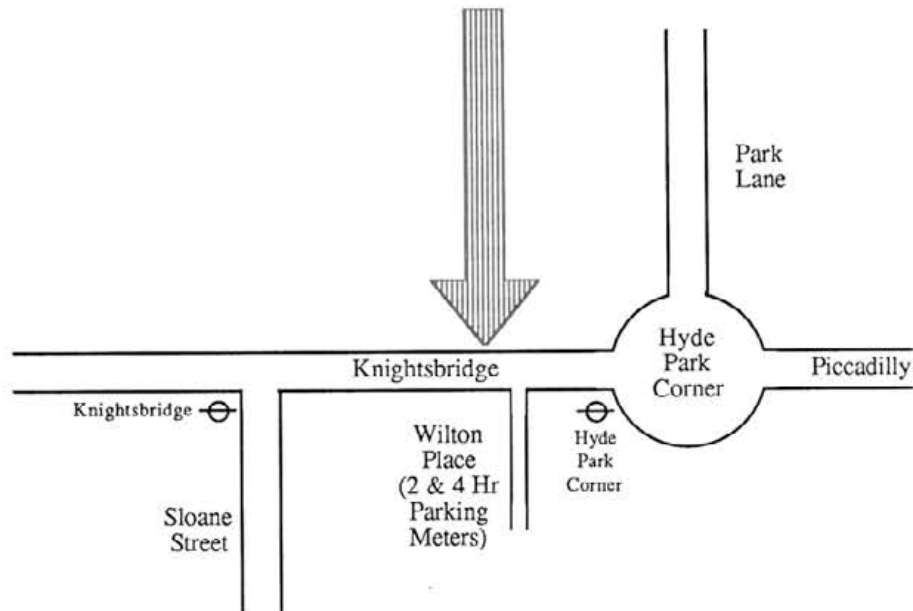 Park
Lane
Hyde
Park
Corner
Knightsbridge
Piccadilly
Knightsbridge
Hyde
Park
Corner
Wilton
Place
(2 & 4 Hr
Parking
Meters)
Sloane
Street